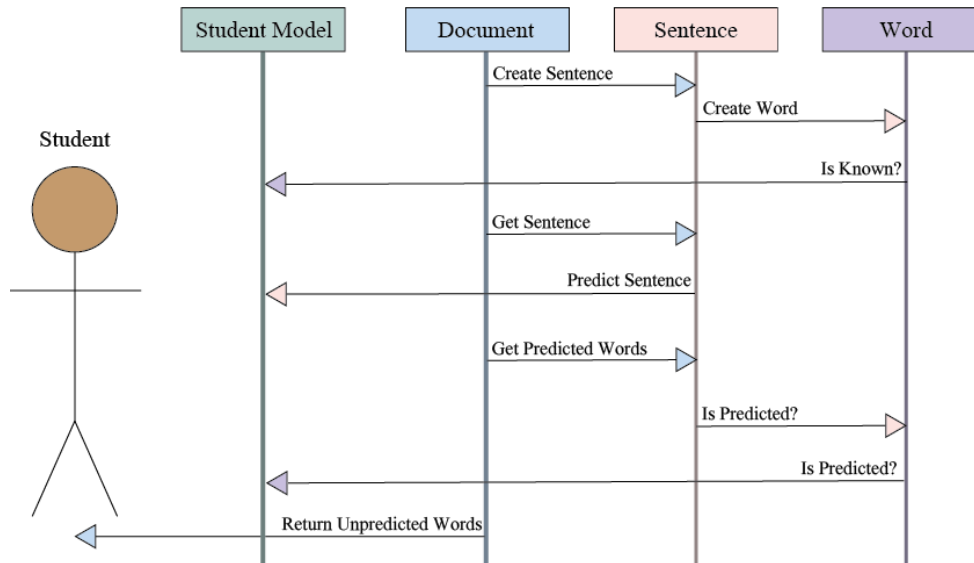 Student Model
Document
Sentence
Word
Create Sentence
Create Word
Student
Is Known?
Get Sentence
Predict Sentence
Get Predicted Words
Is Predicted?
Is Predicted?
Return Unpredicted Words